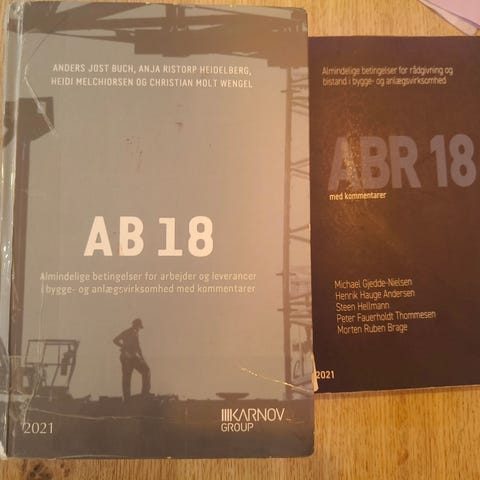 ANDERS JOST BUCH, ANJA RISTORP HEIDELBERG,
HEIDI MELCHIORSEN OG CHRISTIAN MOLT WENGEL
AB 18
Almindelige betingelser for arbejder og leverancer
i bygge- og anlægsvirksomhed med kommentarer
2021
KARNOV
GROUP
Almindelige betingelser for rådgivning og
bistand i bygge- og anlægsvirksomhed
ABR 18
med kommentarer
Michael Gjedde-Nielsen
Henrik Hauge Andersen
Steen Hellmann
Peter Fauerholdt Thommesen
Morten Ruben Brage
2021